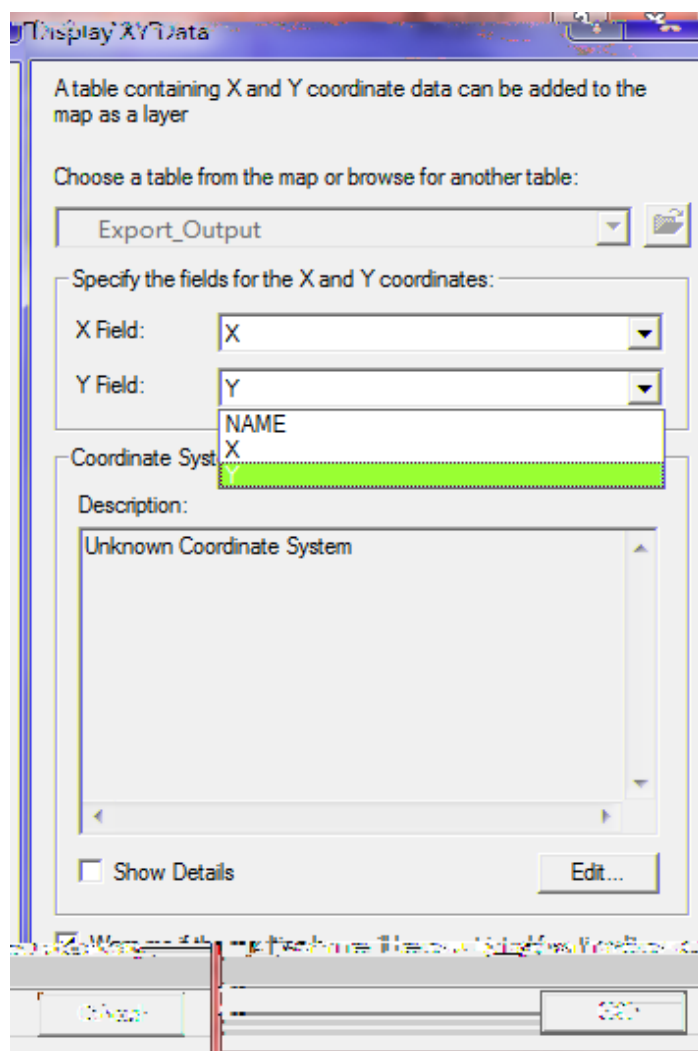 Display XY Data
A table containing X and Y coordinate data can be added to the
map as a layer
Choose a table from the map or browse for another table:
Export_Output
Specify the fields for the X and Y coordinates:
X Field:
X
Y Field:
Y
NAME
X
Y
Coordinate Syst
Description:
Unknown Coordinate System
Show Details
Edit...